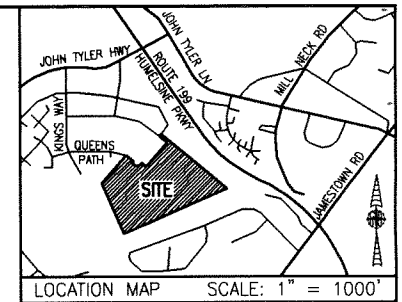 JOHN TYLER HWY
ROUTE 199
HUMELSINE PKWY
JOHN TYLER LN
MILL NECK RD
KINGS WAY
QUEENS
PATH
SITE
JAMESTOWN RD
LOCATION MAP SCALE: 1" = 1000'